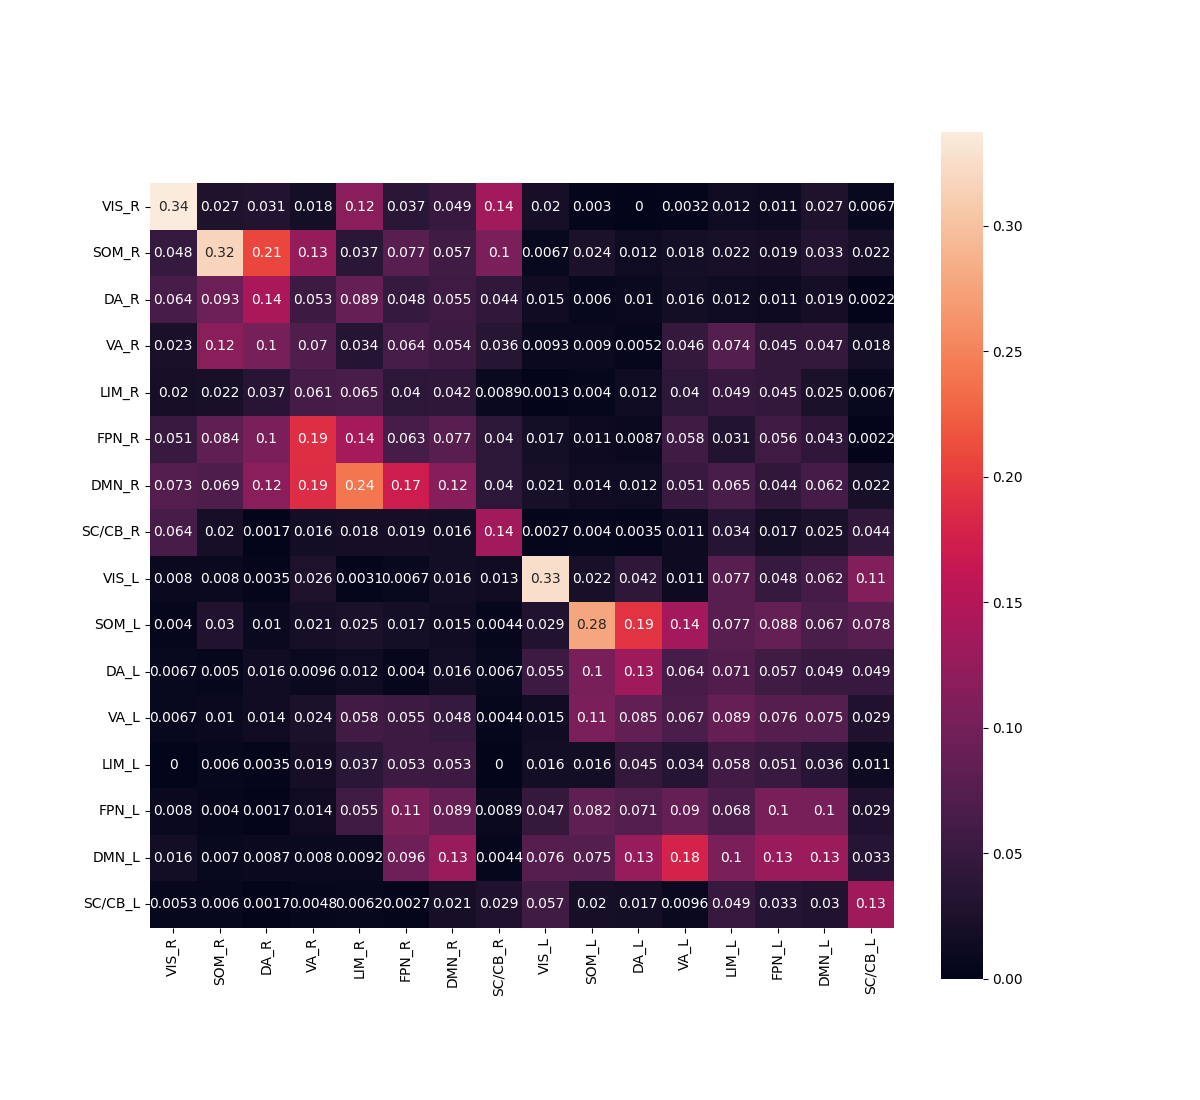 VIS_R 0.34 0.027 0.031 0.018 0.12 0.037 0.049 0.14 0.02 0.003 0 0.0032 0.012 0.011 0.027 0.0067
SOM_R 0.048 0.32 0.21 0.13 0.037 0.077 0.057 0.1 0.0067 0.024 0.012 0.018 0.022 0.019 0.033 0.022
DA_R 0.064 0.093 0.14 0.053 0.089 0.048 0.055 0.044 0.015 0.006 0.01 0.016 0.012 0.011 0.019 0.0022
VA_R 0.023 0.12 0.1 0.07 0.034 0.064 0.054 0.036 0.0093 0.009 0.0052 0.046 0.074 0.045 0.047 0.018
LIM_R 0.02 0.022 0.037 0.061 0.065 0.04 0.042 0.0089 0.0013 0.004 0.012 0.04 0.049 0.045 0.025 0.0067
FPN_R 0.051 0.084 0.1 0.19 0.14 0.063 0.077 0.04 0.017 0.011 0.0087 0.058 0.031 0.056 0.043 0.0022
DMN_R 0.073 0.069 0.12 0.19 0.24 0.17 0.12 0.04 0.021 0.014 0.012 0.051 0.065 0.044 0.062 0.022
SC/CB_R 0.064 0.02 0.0017 0.016 0.018 0.019 0.016 0.14 0.0027 0.004 0.0035 0.011 0.034 0.017 0.025 0.044
VIS_L 0.008 0.008 0.0035 0.026 0.0031 0.0067 0.016 0.013 0.33 0.022 0.042 0.011 0.077 0.048 0.062 0.11
SOM_L 0.004 0.03 0.01 0.021 0.025 0.017 0.015 0.0044 0.029 0.28 0.19 0.14 0.077 0.088 0.067 0.078
DA_L 0.0067 0.005 0.016 0.0096 0.012 0.004 0.016 0.0067 0.055 0.1 0.13 0.064 0.071 0.057 0.049 0.049
VA_L 0.0067 0.01 0.014 0.024 0.058 0.055 0.048 0.0044 0.015 0.11 0.085 0.067 0.089 0.076 0.075 0.029
LIM_L 0 0.006 0.0035 0.019 0.037 0.053 0.053 0 0.016 0.016 0.045 0.034 0.058 0.051 0.036 0.011
FPN_L 0.008 0.004 0.0017 0.014 0.055 0.11 0.089 0.0089 0.047 0.082 0.071 0.09 0.068 0.1 0.1 0.029
DMN_L 0.016 0.007 0.0087 0.008 0.0092 0.096 0.13 0.0044 0.076 0.075 0.13 0.18 0.1 0.13 0.13 0.033
SC/CB_L 0.0053 0.006 0.0017 0.0048 0.0062 0.0027 0.021 0.029 0.057 0.02 0.017 0.0096 0.049 0.033 0.03 0.13
VIS_R SOM_R DA_R VA_R LIM_R FPN_R DMN_R SC/CB_R VIS_L SOM_L DA_L VA_L LIM_L FPN_L DMN_L SC/CB_L
0.30
0.25
0.20
0.15
0.10
0.05
0.00